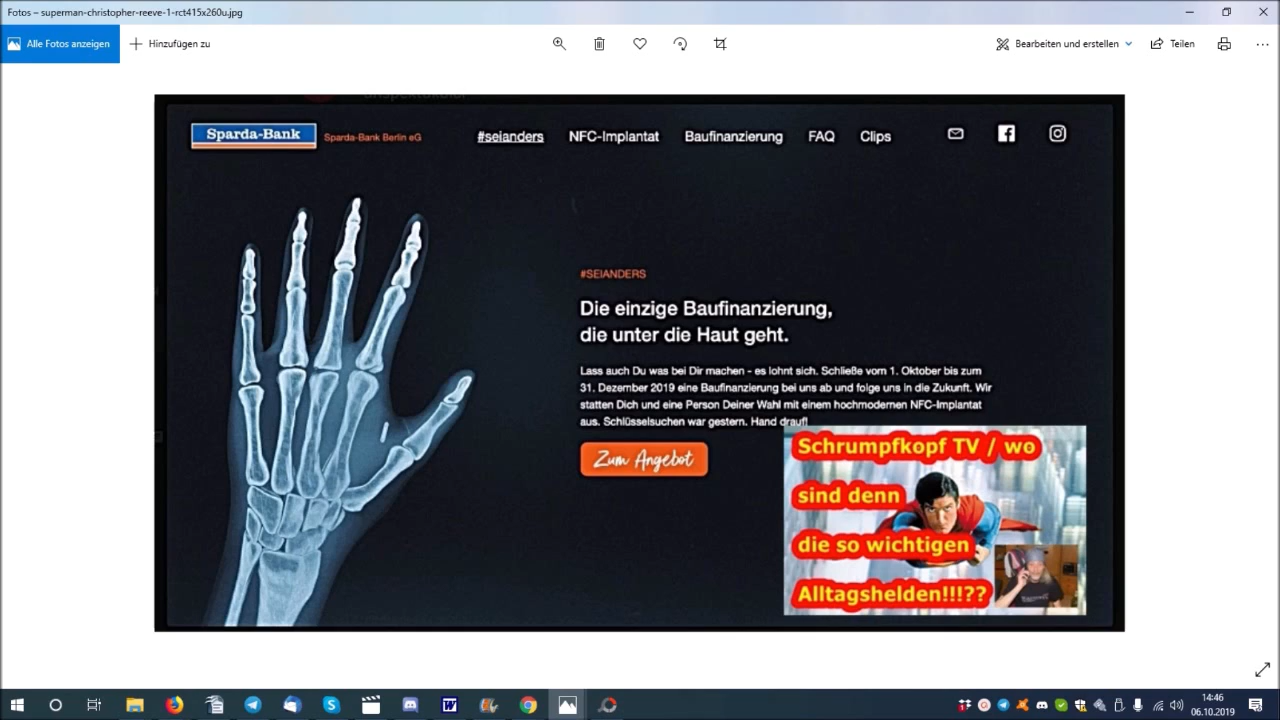 Fotos – superman-christopher-reeve-1-rct415x260u.jpg
Alle Fotos anzeigen
Hinzufügen zu
Bearbeiten und erstellen
Teilen
Sparda-Bank
Sparda-Bank Berlin eG
#seianders
NFC-Implantat
Baufinanzierung
FAQ
Clips
#SEIANDERS
Die einzige Baufinanzierung,
die unter die Haut geht.
Lass auch Du was bei Dir machen - es lohnt sich. Schließe vom 1. Oktober bis zum
31. Dezember 2019 eine Baufinanzierung bei uns ab und folge uns in die Zukunft. Wir
statten Dich und eine Person Deiner Wahl mit einem hochmodernen NFC-Implantat
aus. Schlüsselsuchen war gestern. Hand drauf!
Zum Angebot
Schrumpfkopf TV / wo
sind denn
die so wichtigen
Alltagshelden!!!??
14:46
06.10.2019